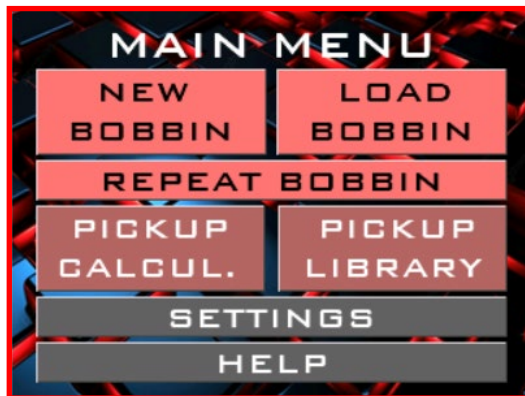 MAIN MENU
NEW
BOBBIN
LOAD
BOBBIN
REPEAT BOBBIN
PICKUP
CALCUL.
PICKUP
LIBRARY
SETTINGS
HELP